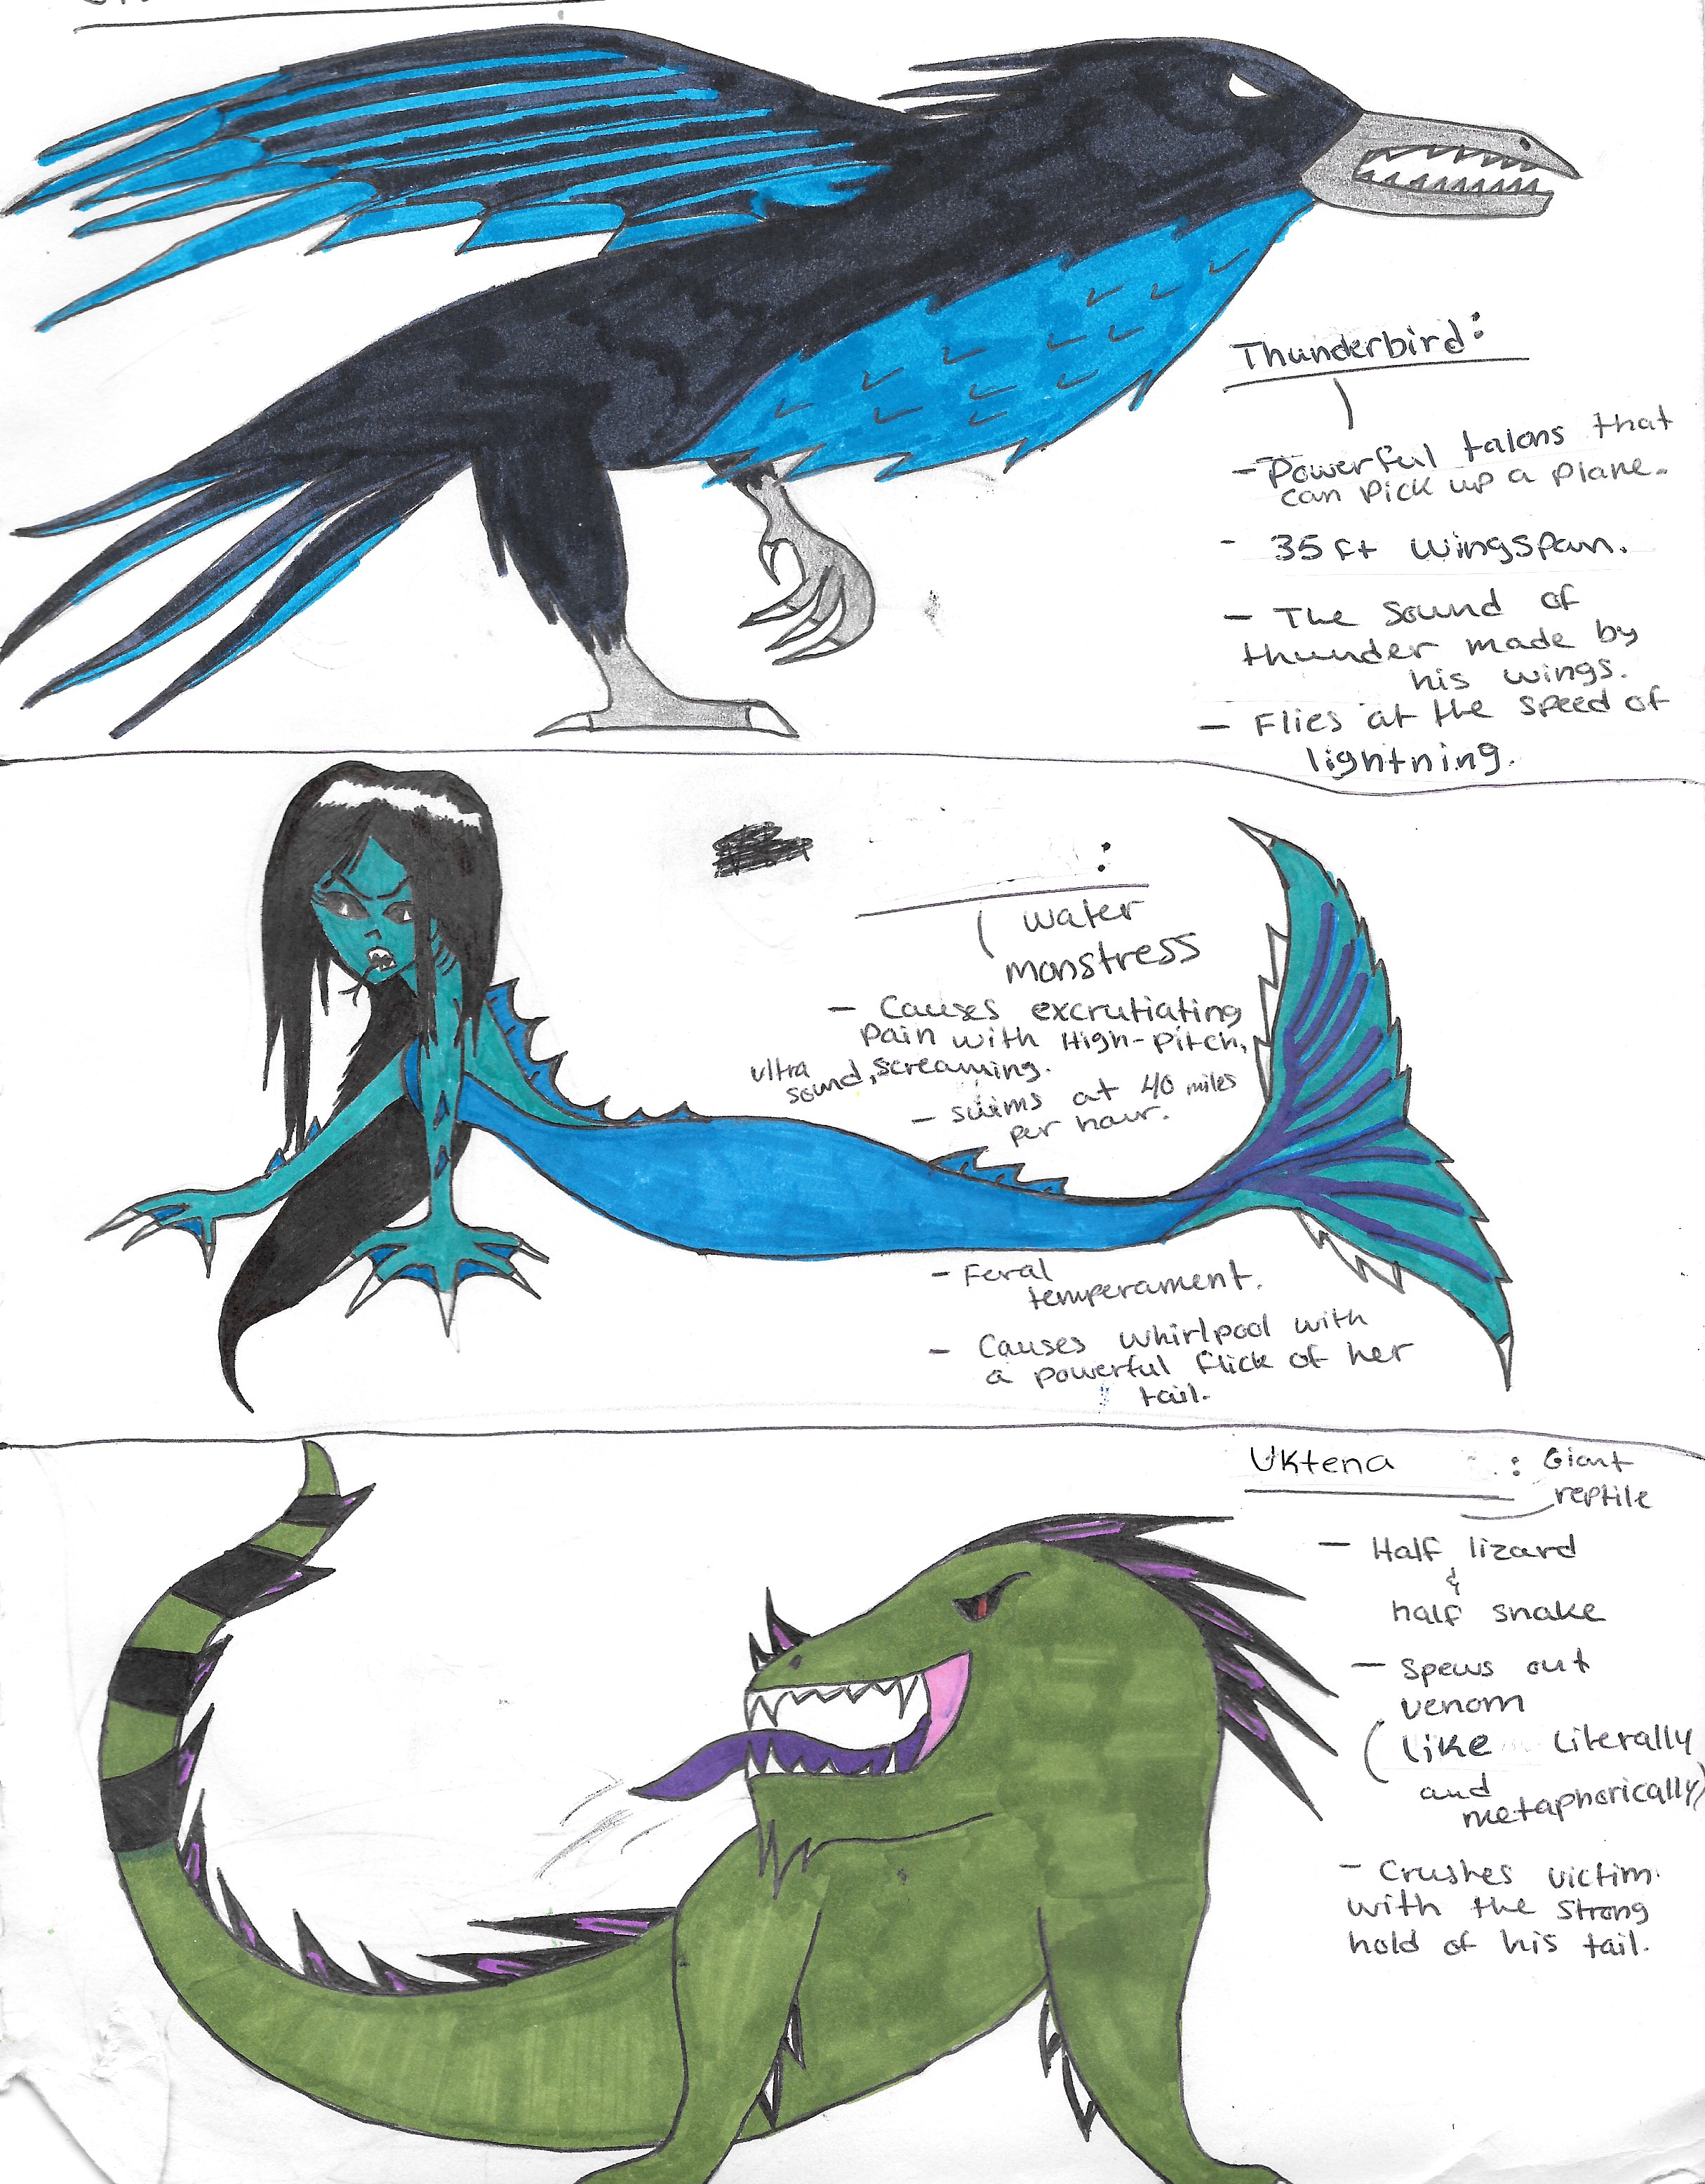 Thunderbird:
- Powerful talons that
can pick up a plane.
- 35 ft wingspan.
- The sound of
thunder made by
his wings.
- Flies at the speed of
lightning.
:
water
monstress
- Causes excrutiating
pain with High-pitch,
ultra sound, screaming.
- swims at 40 miles
per hour.
- Feral
temperament.
- Causes whirlpool with
a powerful flick of her
tail.
Uktena : Giant
reptile
- Half lizard
&
half snake
- Spews out
venom
(like Literally
and
metaphorically)
- Crushes victim
with the strong
hold of his tail.